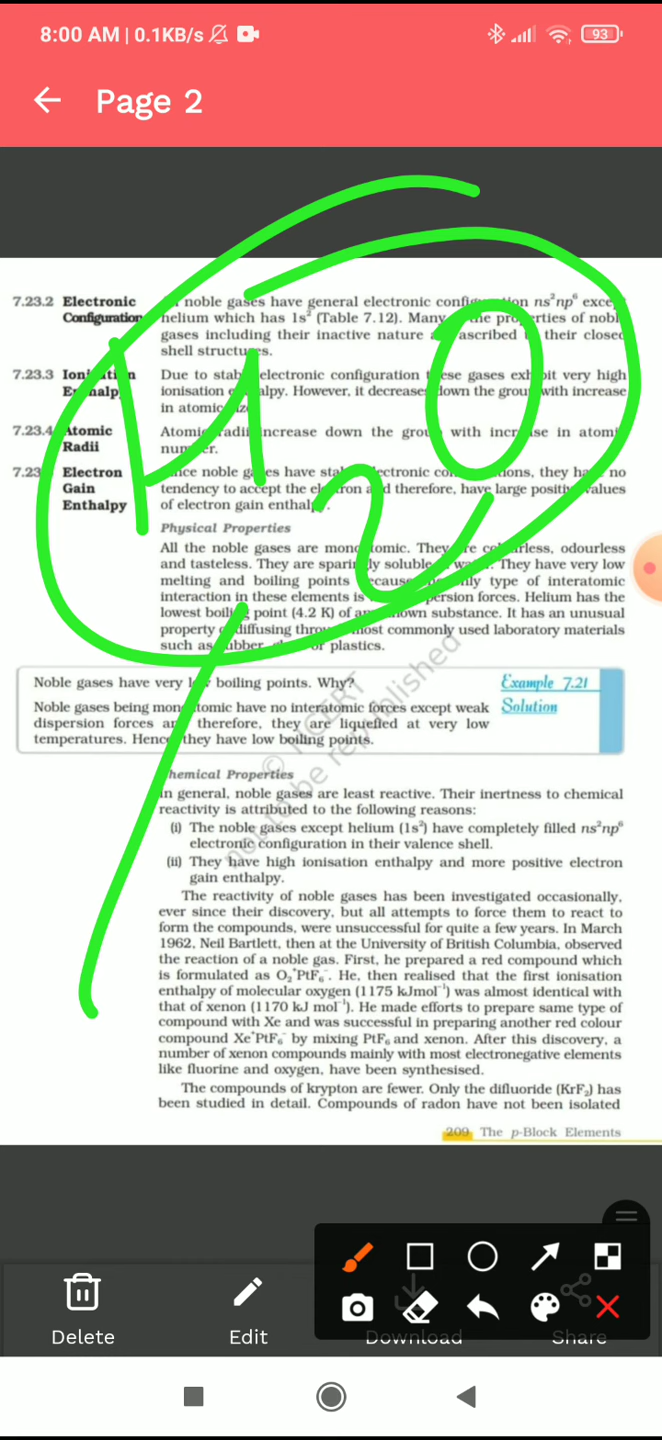 8:00 AM | 0.1KB/s
93
Page 2
7.23.2 Electronic Configuration
noble gases have general electronic configuration ns²np⁶ except
helium which has 1s² (Table 7.12). Many the properties of noble
gases including their inactive nature ascribed their closed
shell structures.
7.23.3 Ionisation Enthalpy
Due to stable electronic configuration these gases exhibit very high
ionisation enthalpy. However, it decreases down the group with increase
in atomic size.
7.23.4 Atomic Radii
Atomic radii increase down the group with increase in atomic
number.
7.23 Electron Gain Enthalpy
Since noble gases have stable electronic configurations, they have no
tendency to accept the electron and therefore, have large positive values
of electron gain enthalpy.
H₂O
Physical Properties
All the noble gases are monoatomic. They are colourless, odourless
and tasteless. They are sparingly soluble in water. They have very low
melting and boiling points because only type of interatomic
interaction in these elements is dispersion forces. Helium has the
lowest boiling point (4.2 K) of any known substance. It has an unusual
property of diffusing through most commonly used laboratory materials
such as rubber, glass or plastics.
Noble gases have very low boiling points. Why?
Example 7.21
Noble gases being monoatomic have no interatomic forces except weak
Solution
dispersion forces and therefore, they are liquefied at very low
temperatures. Hence they have low boiling points.
© NCERT
not to be republished
Chemical Properties
In general, noble gases are least reactive. Their inertness to chemical
reactivity is attributed to the following reasons:
(i) The noble gases except helium (1s²) have completely filled ns²np⁶
electronic configuration in their valence shell.
(ii) They have high ionisation enthalpy and more positive electron
gain enthalpy.
The reactivity of noble gases has been investigated occasionally,
ever since their discovery, but all attempts to force them to react to
form the compounds, were unsuccessful for quite a few years. In March
1962, Neil Bartlett, then at the University of British Columbia, observed
the reaction of a noble gas. First, he prepared a red compound which
is formulated as O₂⁺PtF₆⁻. He, then realised that the first ionisation
enthalpy of molecular oxygen (1175 kJmol⁻¹) was almost identical with
that of xenon (1170 kJ mol⁻¹). He made efforts to prepare same type of
compound with Xe and was successful in preparing another red colour
compound Xe⁺PtF₆⁻ by mixing PtF₆ and xenon. After this discovery, a
number of xenon compounds mainly with most electronegative elements
like fluorine and oxygen, have been synthesised.
The compounds of krypton are fewer. Only the difluoride (KrF₂) has
been studied in detail. Compounds of radon have not been isolated
209 The p-Block Elements
Delete
Edit
Download
Share